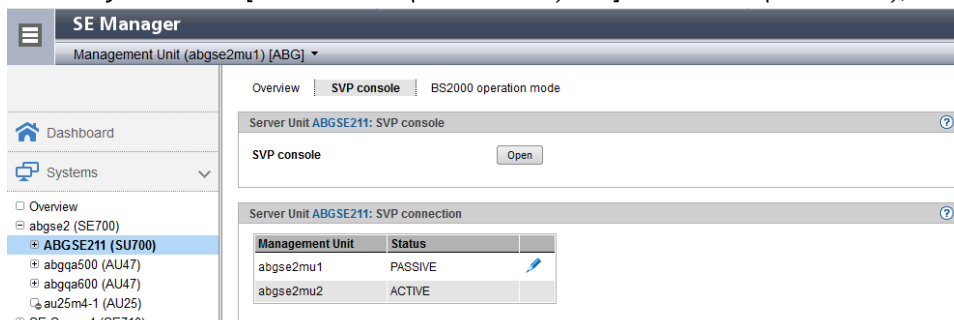 SE Manager
Management Unit (abgse2mu1) [ABG]
Overview SVP console BS2000 operation mode
Server Unit ABGSE211: SVP console
SVP console Open
Dashboard
Systems
Overview
abgse2 (SE700)
ABGSE211 (SU700)
abgqa500 (AU47)
abgqa600 (AU47)
au25m4-1 (AU25)
Server Unit ABGSE211: SVP connection
Management Unit Status
abgse2mu1 PASSIVE
abgse2mu2 ACTIVE